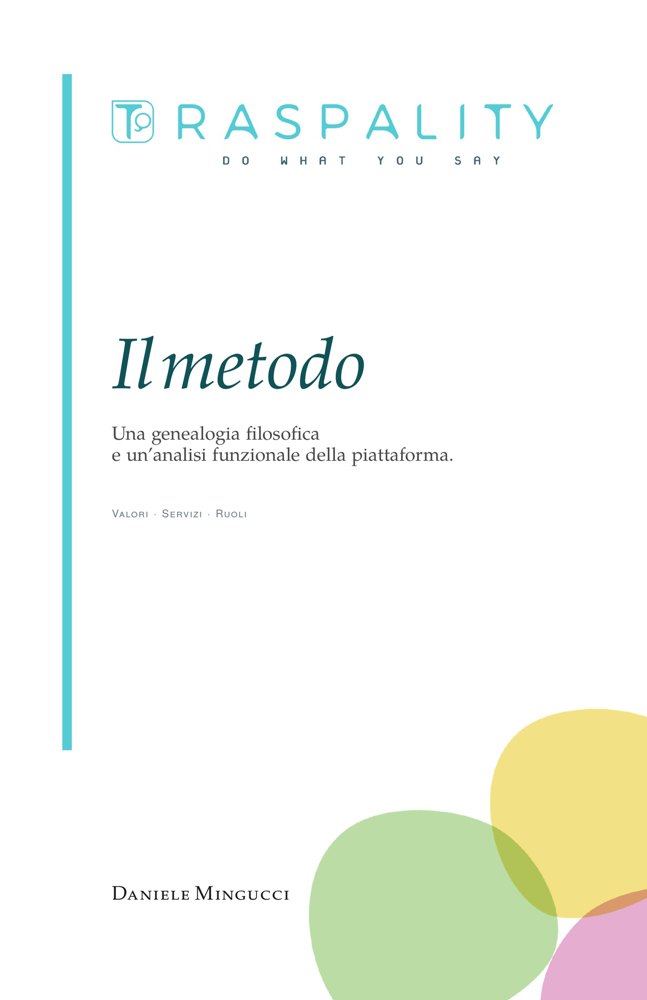 TRASPALITY
DO WHAT YOU SAY
Il metodo
Una genealogia filosofica
e un'analisi funzionale della piattaforma.
VALORI · SERVIZI · RUOLI
DANIELE MINGUCCI